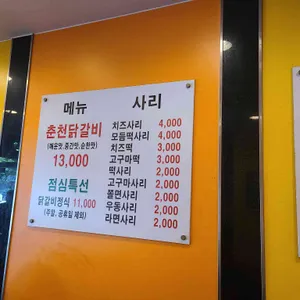 메뉴
춘천닭갈비
(매운맛,중간맛,순한맛)
13,000
점심특선
닭갈비정식 11,000
(주말, 공휴일 제외)
사리
치즈사리 4,000
모듬떡사리 4,000
치즈떡 3,000
고구마떡 3,000
떡사리 2,000
고구마사리 2,000
쫄면사리 2,000
우동사리 2,000
라면사리 2,000